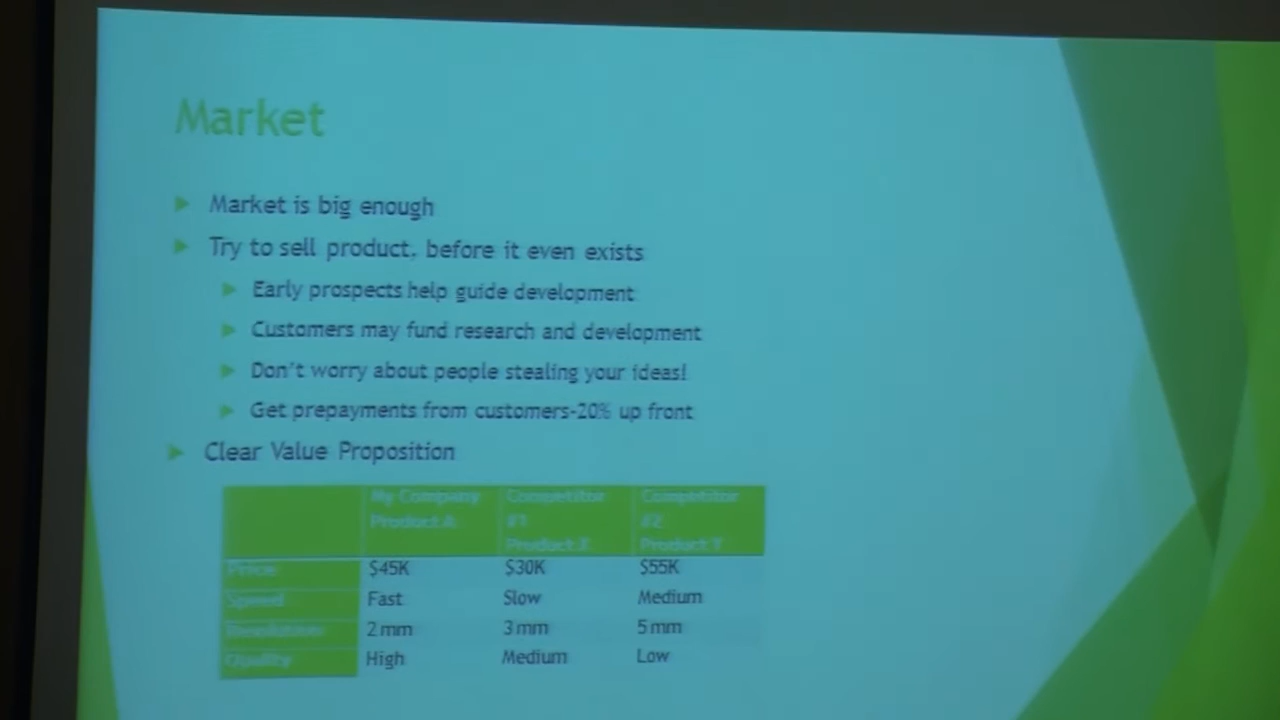 Market
Market is big enough
Try to sell product, before it even exists
Early prospects help guide development
Customers may fund research and development
Don't worry about people stealing your ideas!
Get prepayments from customers-20% up front
Clear Value Proposition
My Company Product A Competitor #1 Product X Competitor #2 Product Y
Price $45K $30K $55K
Speed Fast Slow Medium
2 mm 3 mm 5 mm
Quality High Medium Low